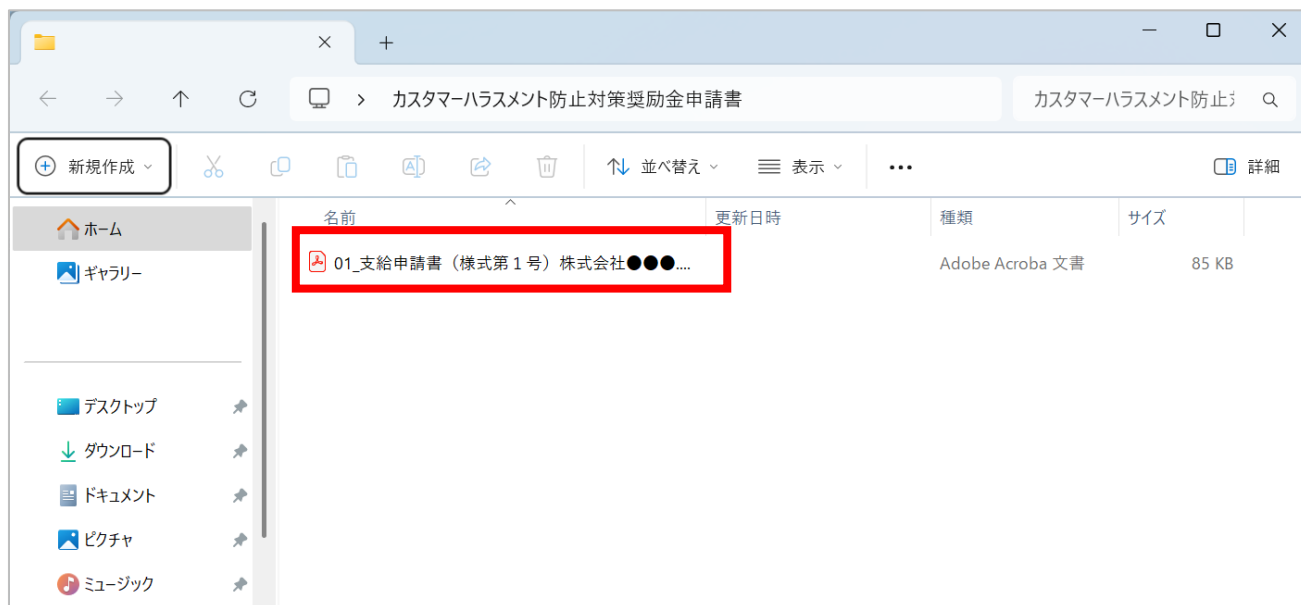 カスタマーハラスメント防止対策奨励金申請書
カスタマーハラスメント防止
新規作成
並べ替え
表示
詳細
名前
更新日時
種類
サイズ
01_支給申請書（様式第１号）株式会社●●●....
Adobe Acroba 文書
85 KB
ホーム
ギャラリー
デスクトップ
ダウンロード
ドキュメント
ピクチャ
ミュージック